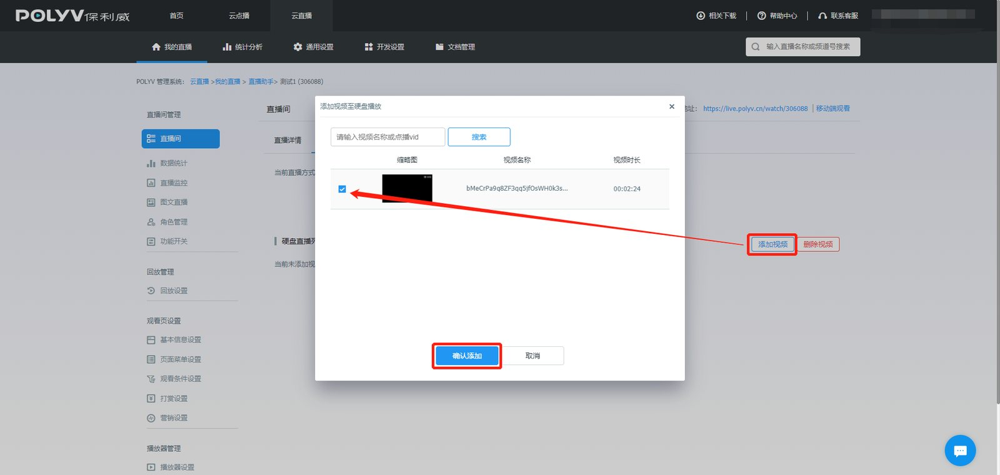 POLYV保利威
首页
云点播
云直播
相关下载
帮助中心
联系客服
我的直播
统计分析
通用设置
开发设置
文档管理
输入直播名称或频道号搜索
POLYV 管理系统： 云直播 >我的直播 > 直播助手> 测试1 (306088)
直播间管理
直播间
数据统计
直播监控
图文直播
角色管理
功能开关
回放管理
回放设置
观看页设置
基本信息设置
页面菜单设置
观看条件设置
打赏设置
营销设置
播放器管理
播放器设置
直播间
址： https://live.polyv.cn/watch/306088 | 移动端观看
直播详情
当前直播方式
硬盘直播列
当前未添加视
添加视频
删除视频
添加视频至硬盘播放
请输入视频名称或点播vid
搜索
缩略图
视频名称
视频时长
bMeCrPa9q8ZF3qq5jfOsWH0k3s...
00:02:24
确认添加
取消